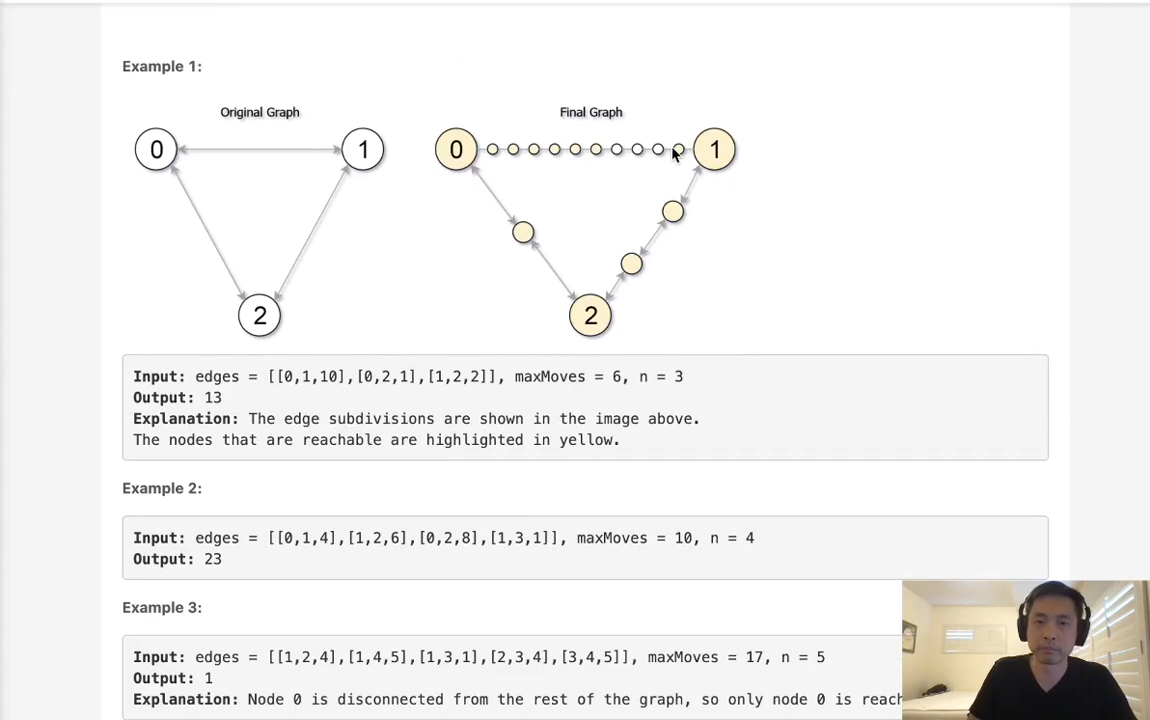 Example 1:
Original Graph
Final Graph
0
1
0
1
2
2
Input: edges = [[0,1,10],[0,2,1],[1,2,2]], maxMoves = 6, n = 3
Output: 13
Explanation: The edge subdivisions are shown in the image above.
The nodes that are reachable are highlighted in yellow.
Example 2:
Input: edges = [[0,1,4],[1,2,6],[0,2,8],[1,3,1]], maxMoves = 10, n = 4
Output: 23
Example 3:
Input: edges = [[1,2,4],[1,4,5],[1,3,1],[2,3,4],[3,4,5]], maxMoves = 17, n = 5
Output: 1
Explanation: Node 0 is disconnected from the rest of the graph, so only node 0 is reac